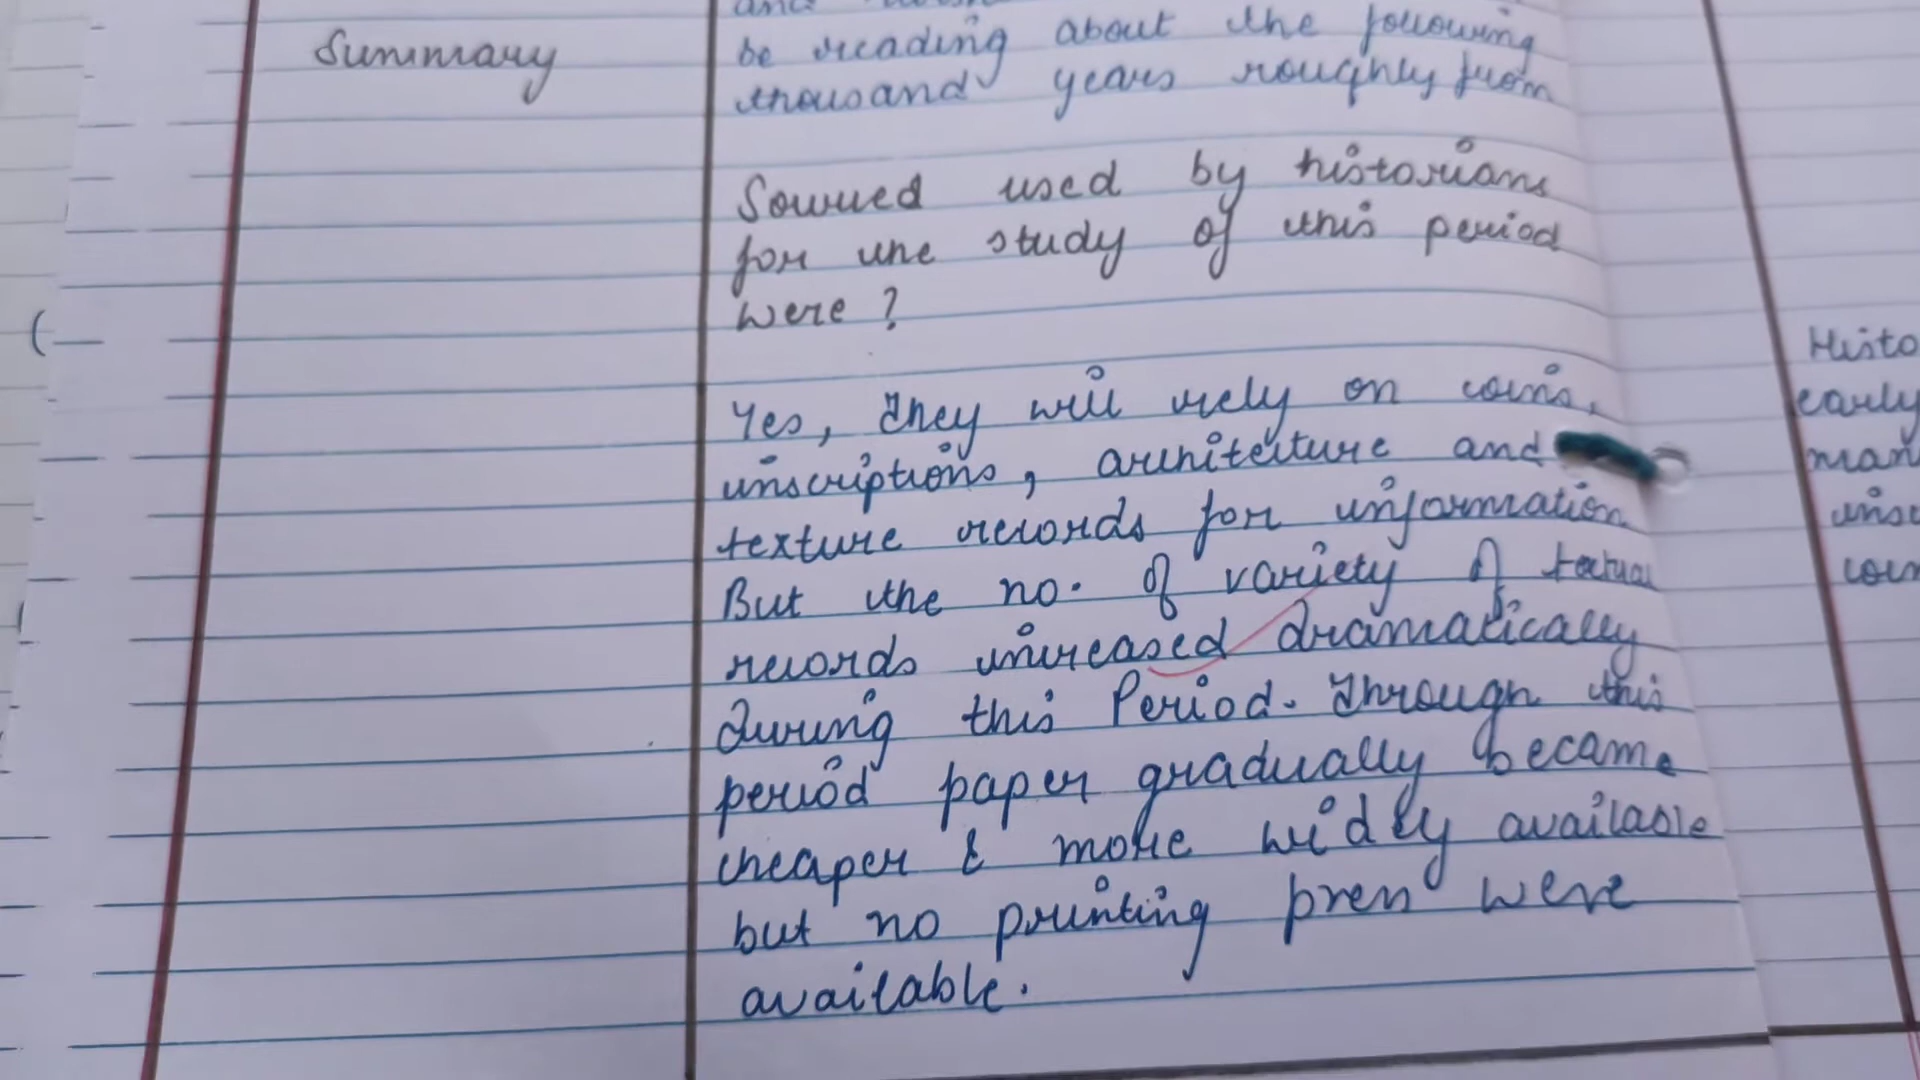 Summary
be reading about the following
thousand years roughly from
Sourced used by historians
for the study of this period
were ?
Yes, They will rely on coins,
inscriptions, architecture and
texture records for information
But the no. of variety of textual
records increased dramatically
During this Period. Through this
period paper gradually became
cheaper & more widly available
but no printing pren were
available.
Histo
early
man
insc
coin